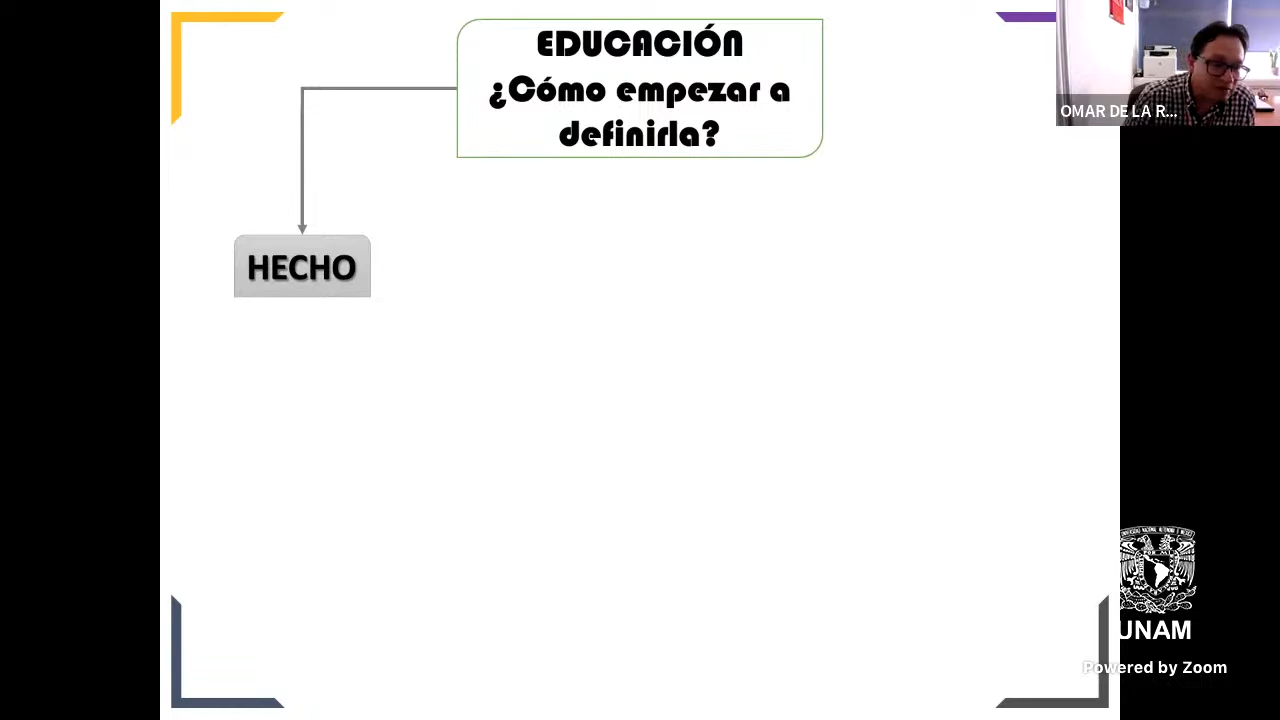 EDUCACIÓN
¿Cómo empezar a
definirla?
OMAR DE LA R...
HECHO
UNAM
Powered by Zoom